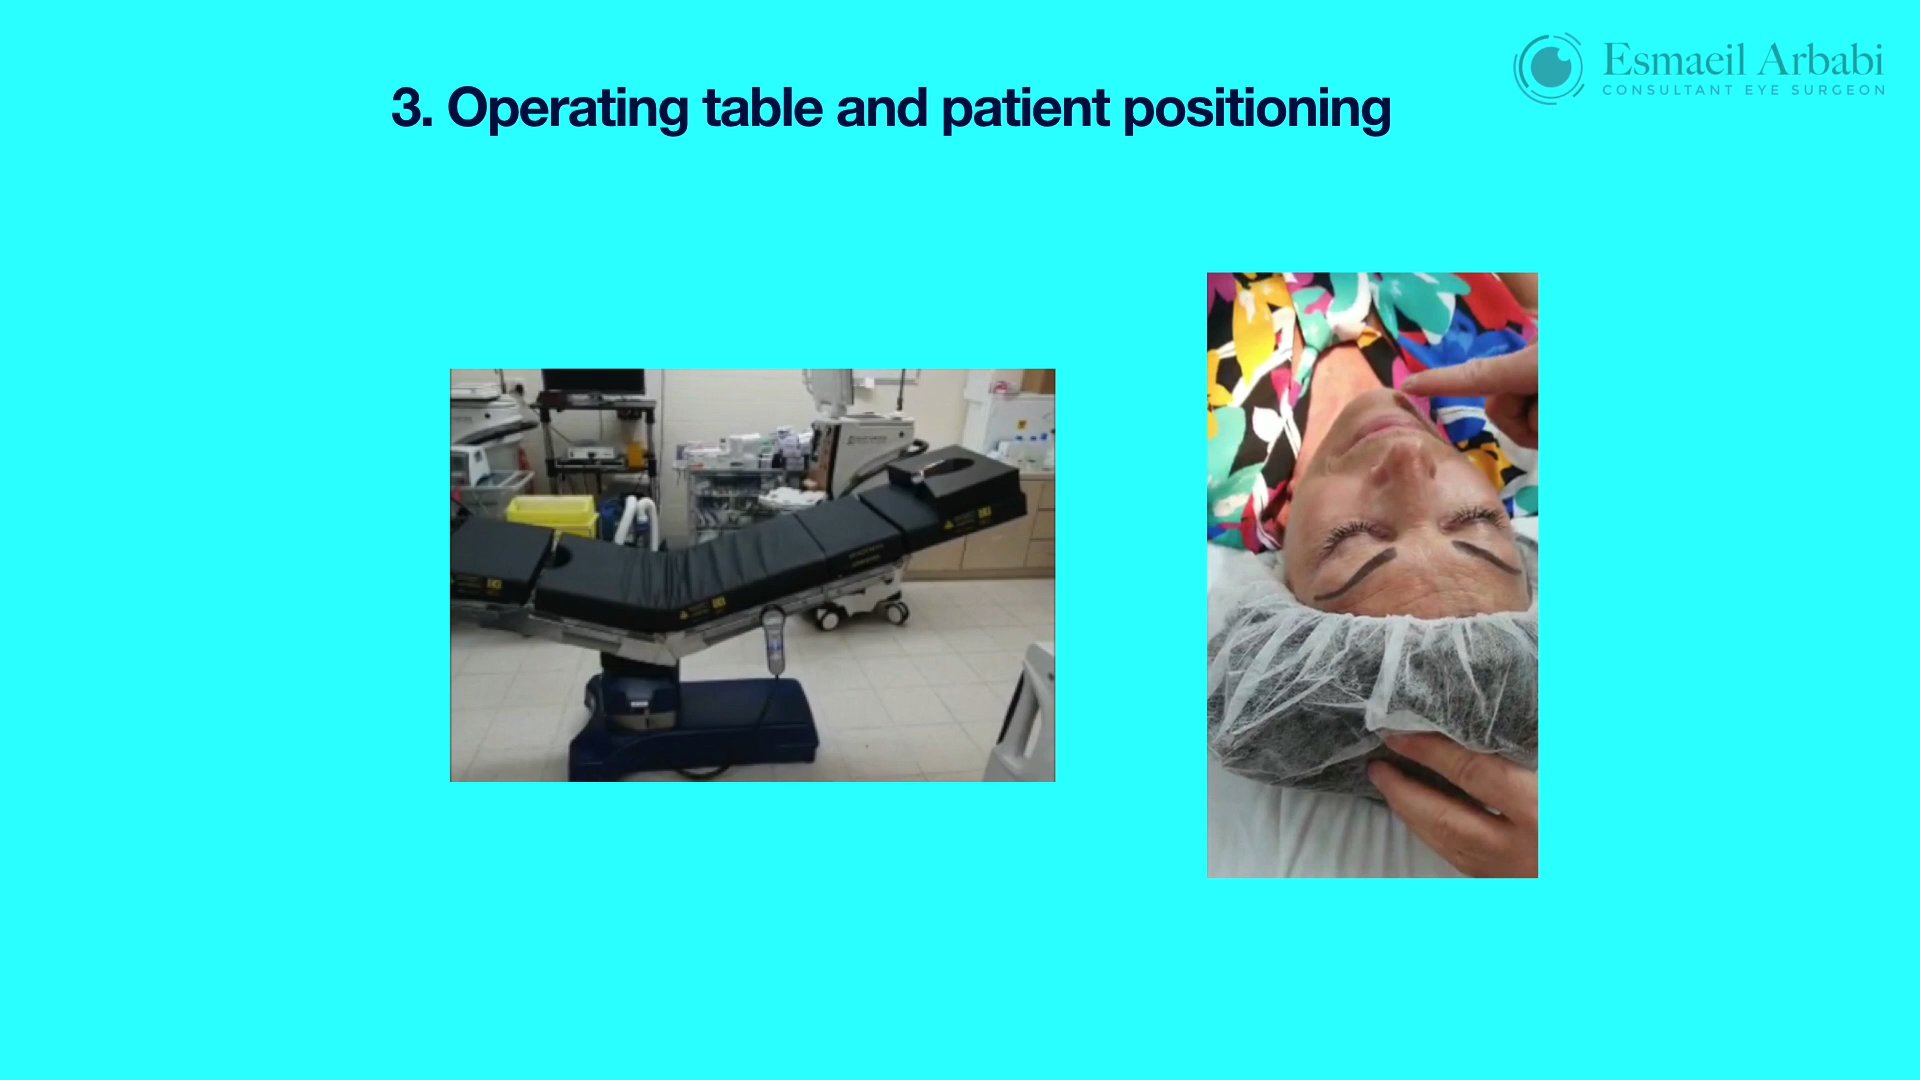 3. Operating table and patient positioning
Esmaeil Arbabi
CONSULTANT EYE SURGEON